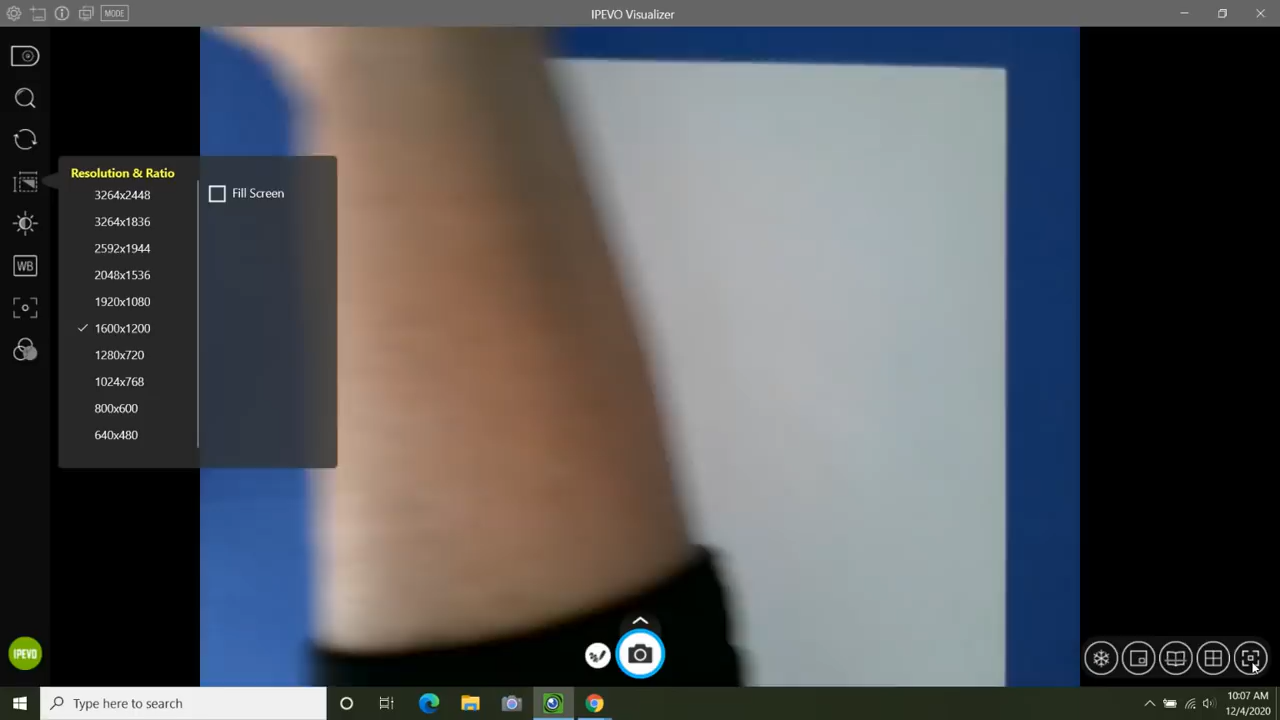 MODE
IPEVO Visualizer
Resolution & Ratio
3264x2448
Fill Screen
3264x1836
2592x1944
2048x1536
1920x1080
1600x1200
1280x720
1024x768
800x600
640x480
WB
IPEVO
Type here to search
10:07 AM
12/4/2020